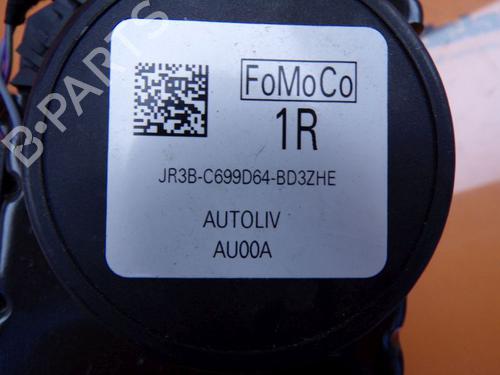 FoMoCo
1R
JR3B-C699D64-BD3ZHE
AUTOLIV
AU00A
B-PARTS